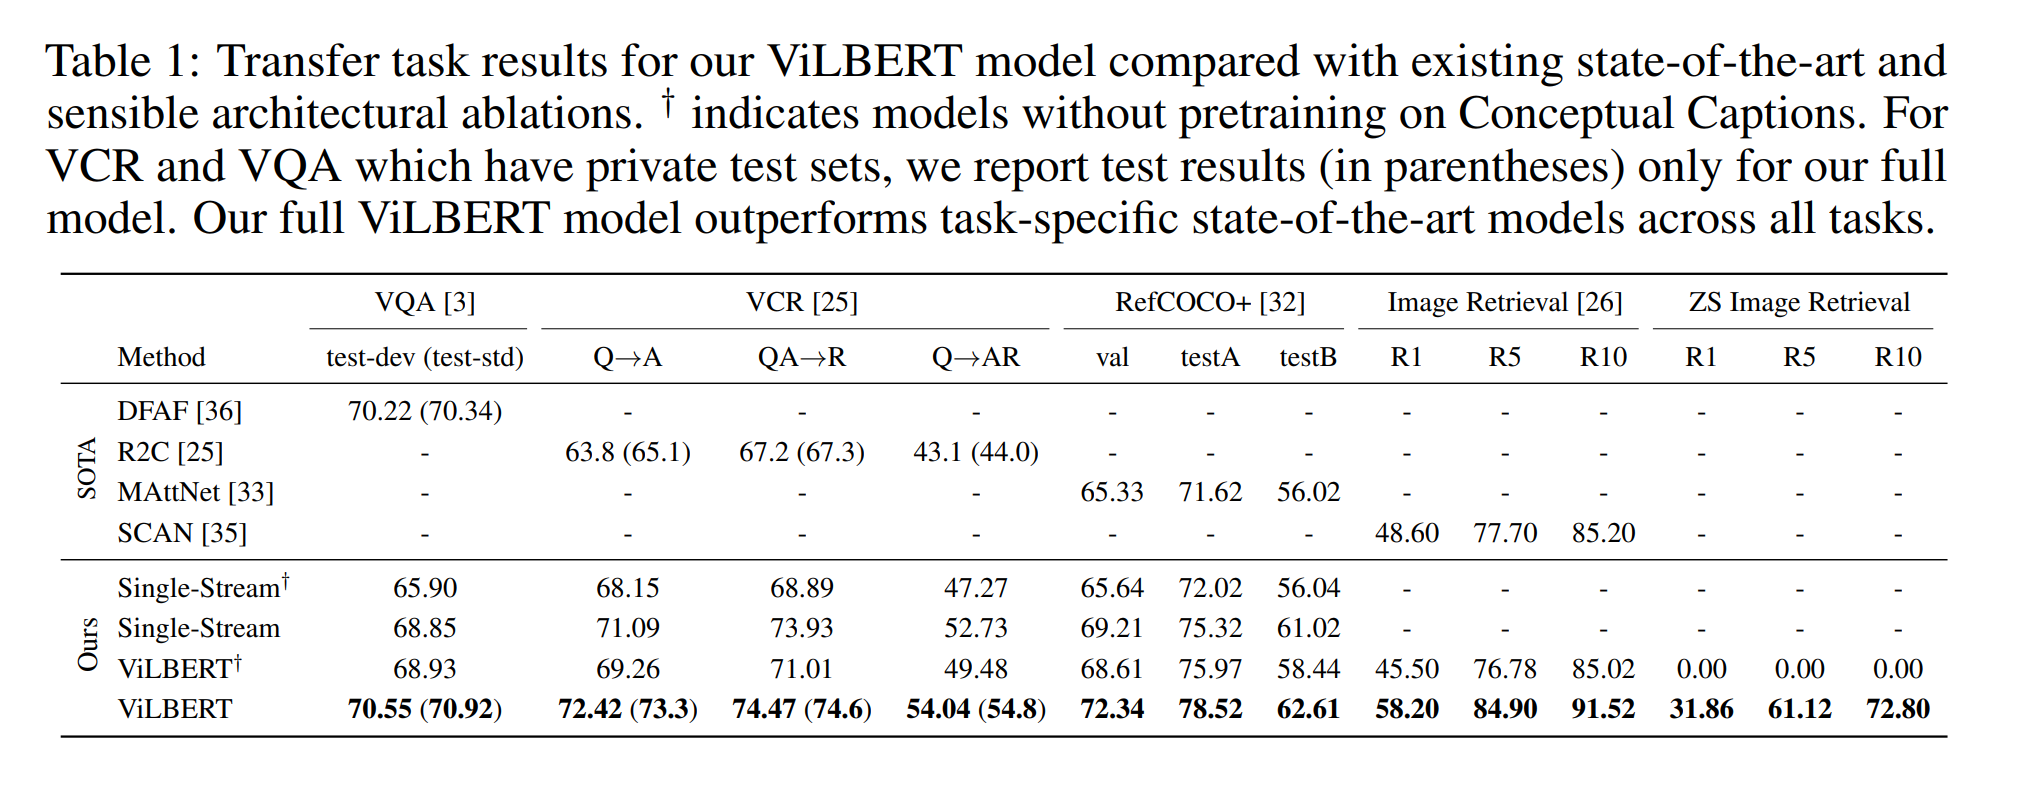 Table 1: Transfer task results for our ViLBERT model compared with existing state-of-the-art and
sensible architectural ablations. † indicates models without pretraining on Conceptual Captions. For
VCR and VQA which have private test sets, we report test results (in parentheses) only for our full
model. Our full ViLBERT model outperforms task-specific state-of-the-art models across all tasks.
VQA [3] VCR [25] RefCOCO+ [32] Image Retrieval [26] ZS Image Retrieval
Method test-dev (test-std) Q→A QA→R Q→AR val testA testB R1 R5 R10 R1 R5 R10
SOTA
DFAF [36] 70.22 (70.34) - - - - - - - - - - - -
R2C [25] - 63.8 (65.1) 67.2 (67.3) 43.1 (44.0) - - - - - - - - -
MAttNet [33] - - - - 65.33 71.62 56.02 - - - - - -
SCAN [35] - - - - - - - 48.60 77.70 85.20 - - -
Ours
Single-Stream† 65.90 68.15 68.89 47.27 65.64 72.02 56.04 - - - - - -
Single-Stream 68.85 71.09 73.93 52.73 69.21 75.32 61.02 - - - - - -
ViLBERT† 68.93 69.26 71.01 49.48 68.61 75.97 58.44 45.50 76.78 85.02 0.00 0.00 0.00
ViLBERT 70.55 (70.92) 72.42 (73.3) 74.47 (74.6) 54.04 (54.8) 72.34 78.52 62.61 58.20 84.90 91.52 31.86 61.12 72.80